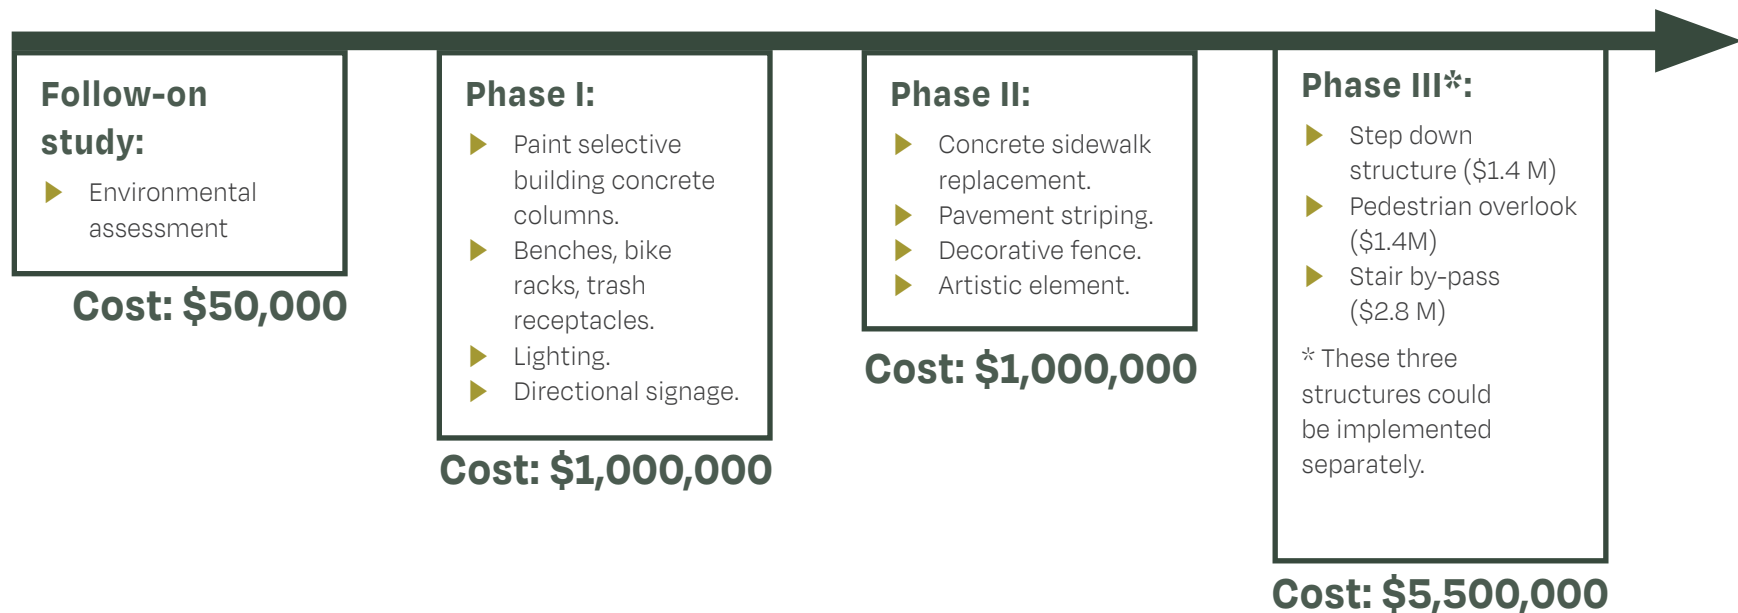 Follow-on
study:
Environmental
assessment
Cost: $50,000
Phase I:
Paint selective
building concrete
columns.
Benches, bike
racks, trash
receptacles.
Lighting.
Directional signage.
Cost: $1,000,000
Phase II:
Concrete sidewalk
replacement.
Pavement striping.
Decorative fence.
Artistic element.
Cost: $1,000,000
Phase III*:
Step down
structure ($1.4 M)
Pedestrian overlook
($1.4M)
Stair by-pass
($2.8 M)
* These three
structures could
be implemented
separately.
Cost: $5,500,000